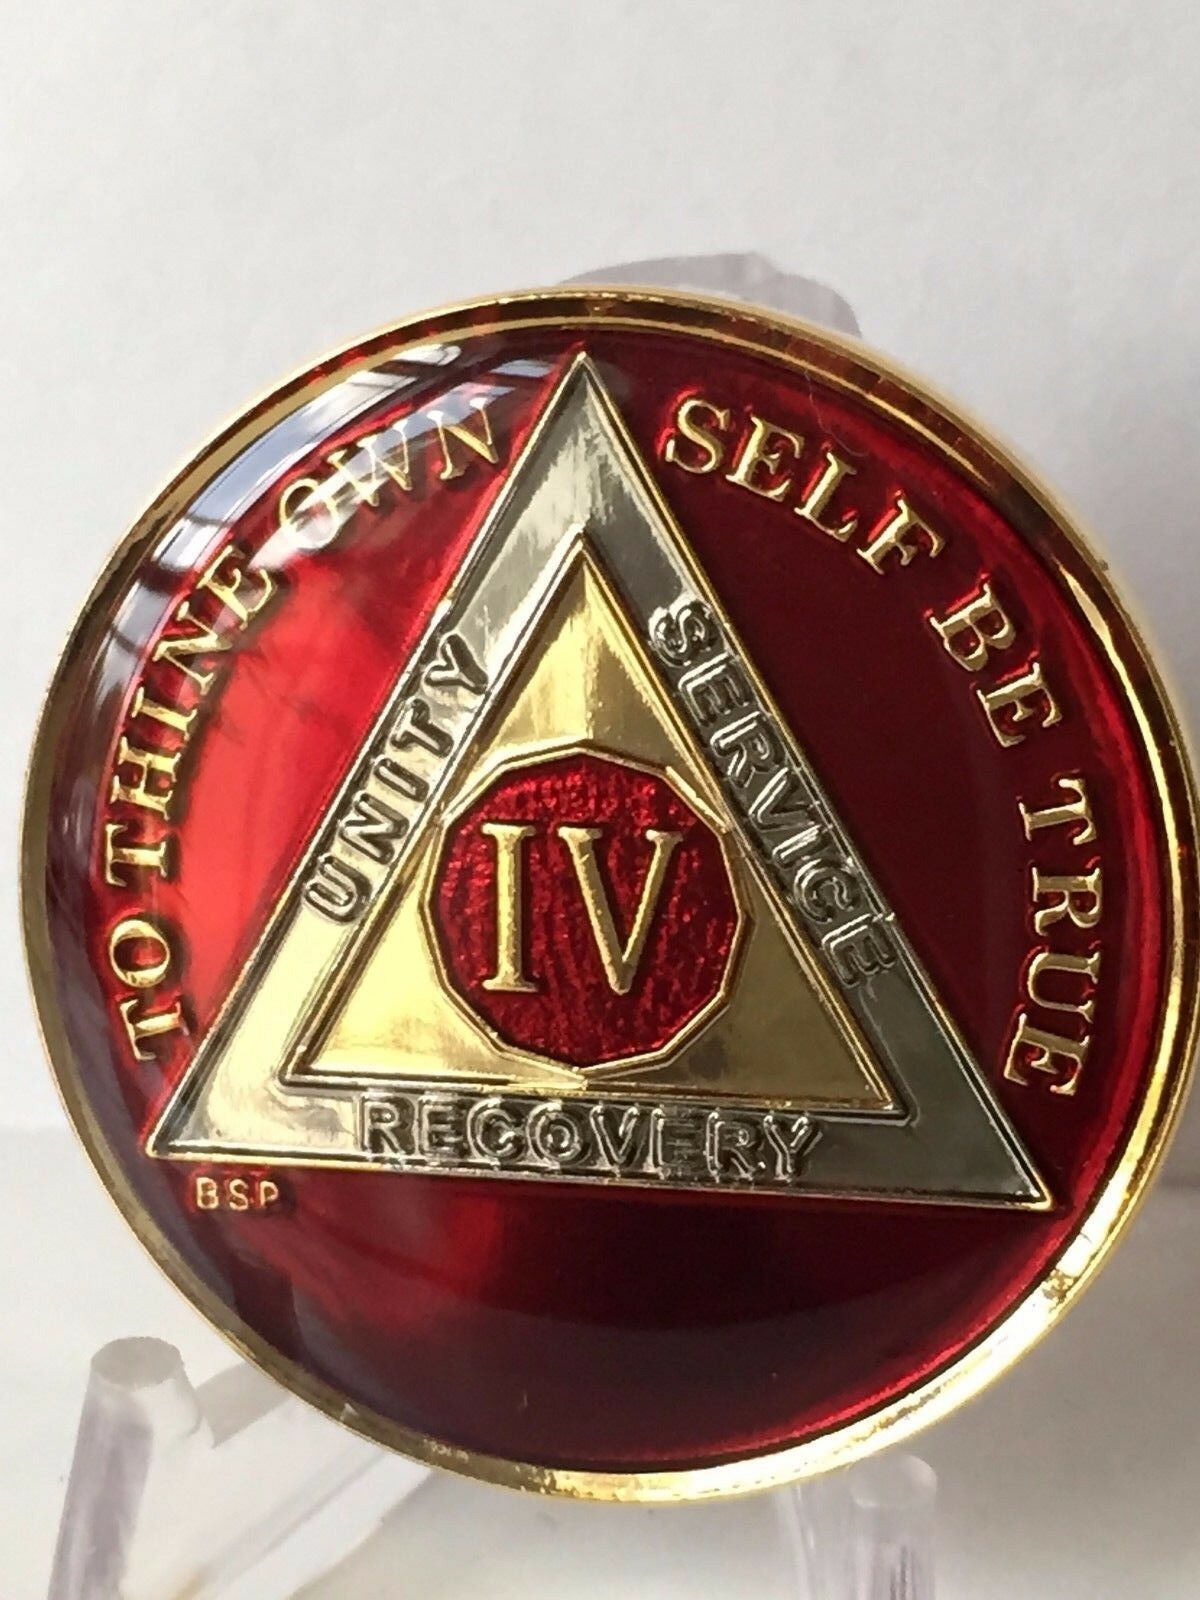 TO THINE OWN SELF BE TRUE
UNITY
SERVICE
IV
RECOVERY
BSP